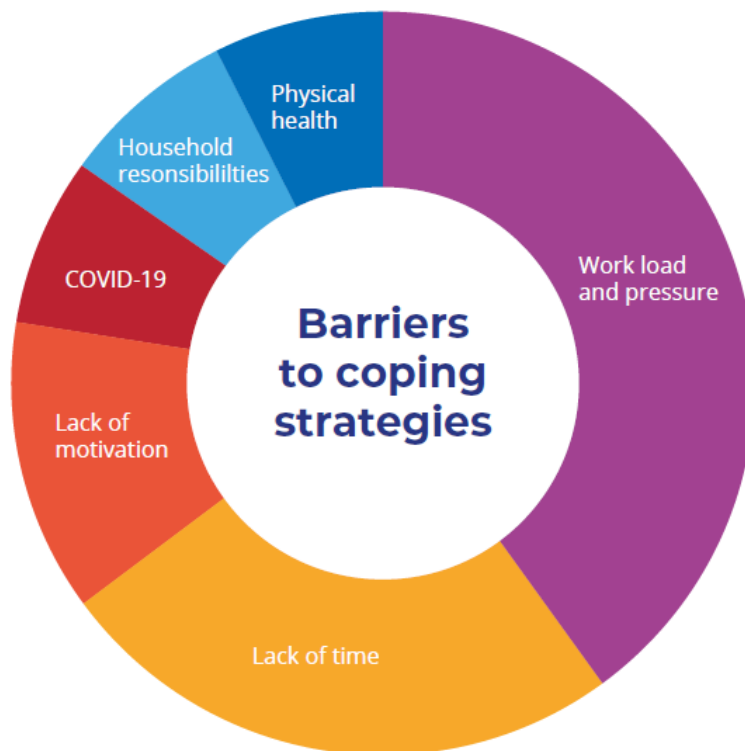 Physical
health
Household
resonsibililties
COVID-19
Work load
and pressure
Barriers
to coping
strategies
Lack of
motivation
Lack of time